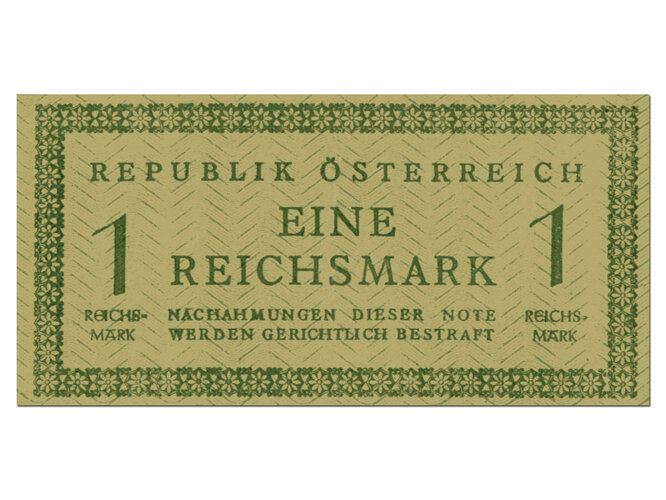 REPUBLIK ÖSTERREICH
1
EINE
REICHSMARK
1
REICHS-
MARK
NACHAHMUNGEN DIESER NOTE
WERDEN GERICHTLICH BESTRAFT
REICHS-
MARK